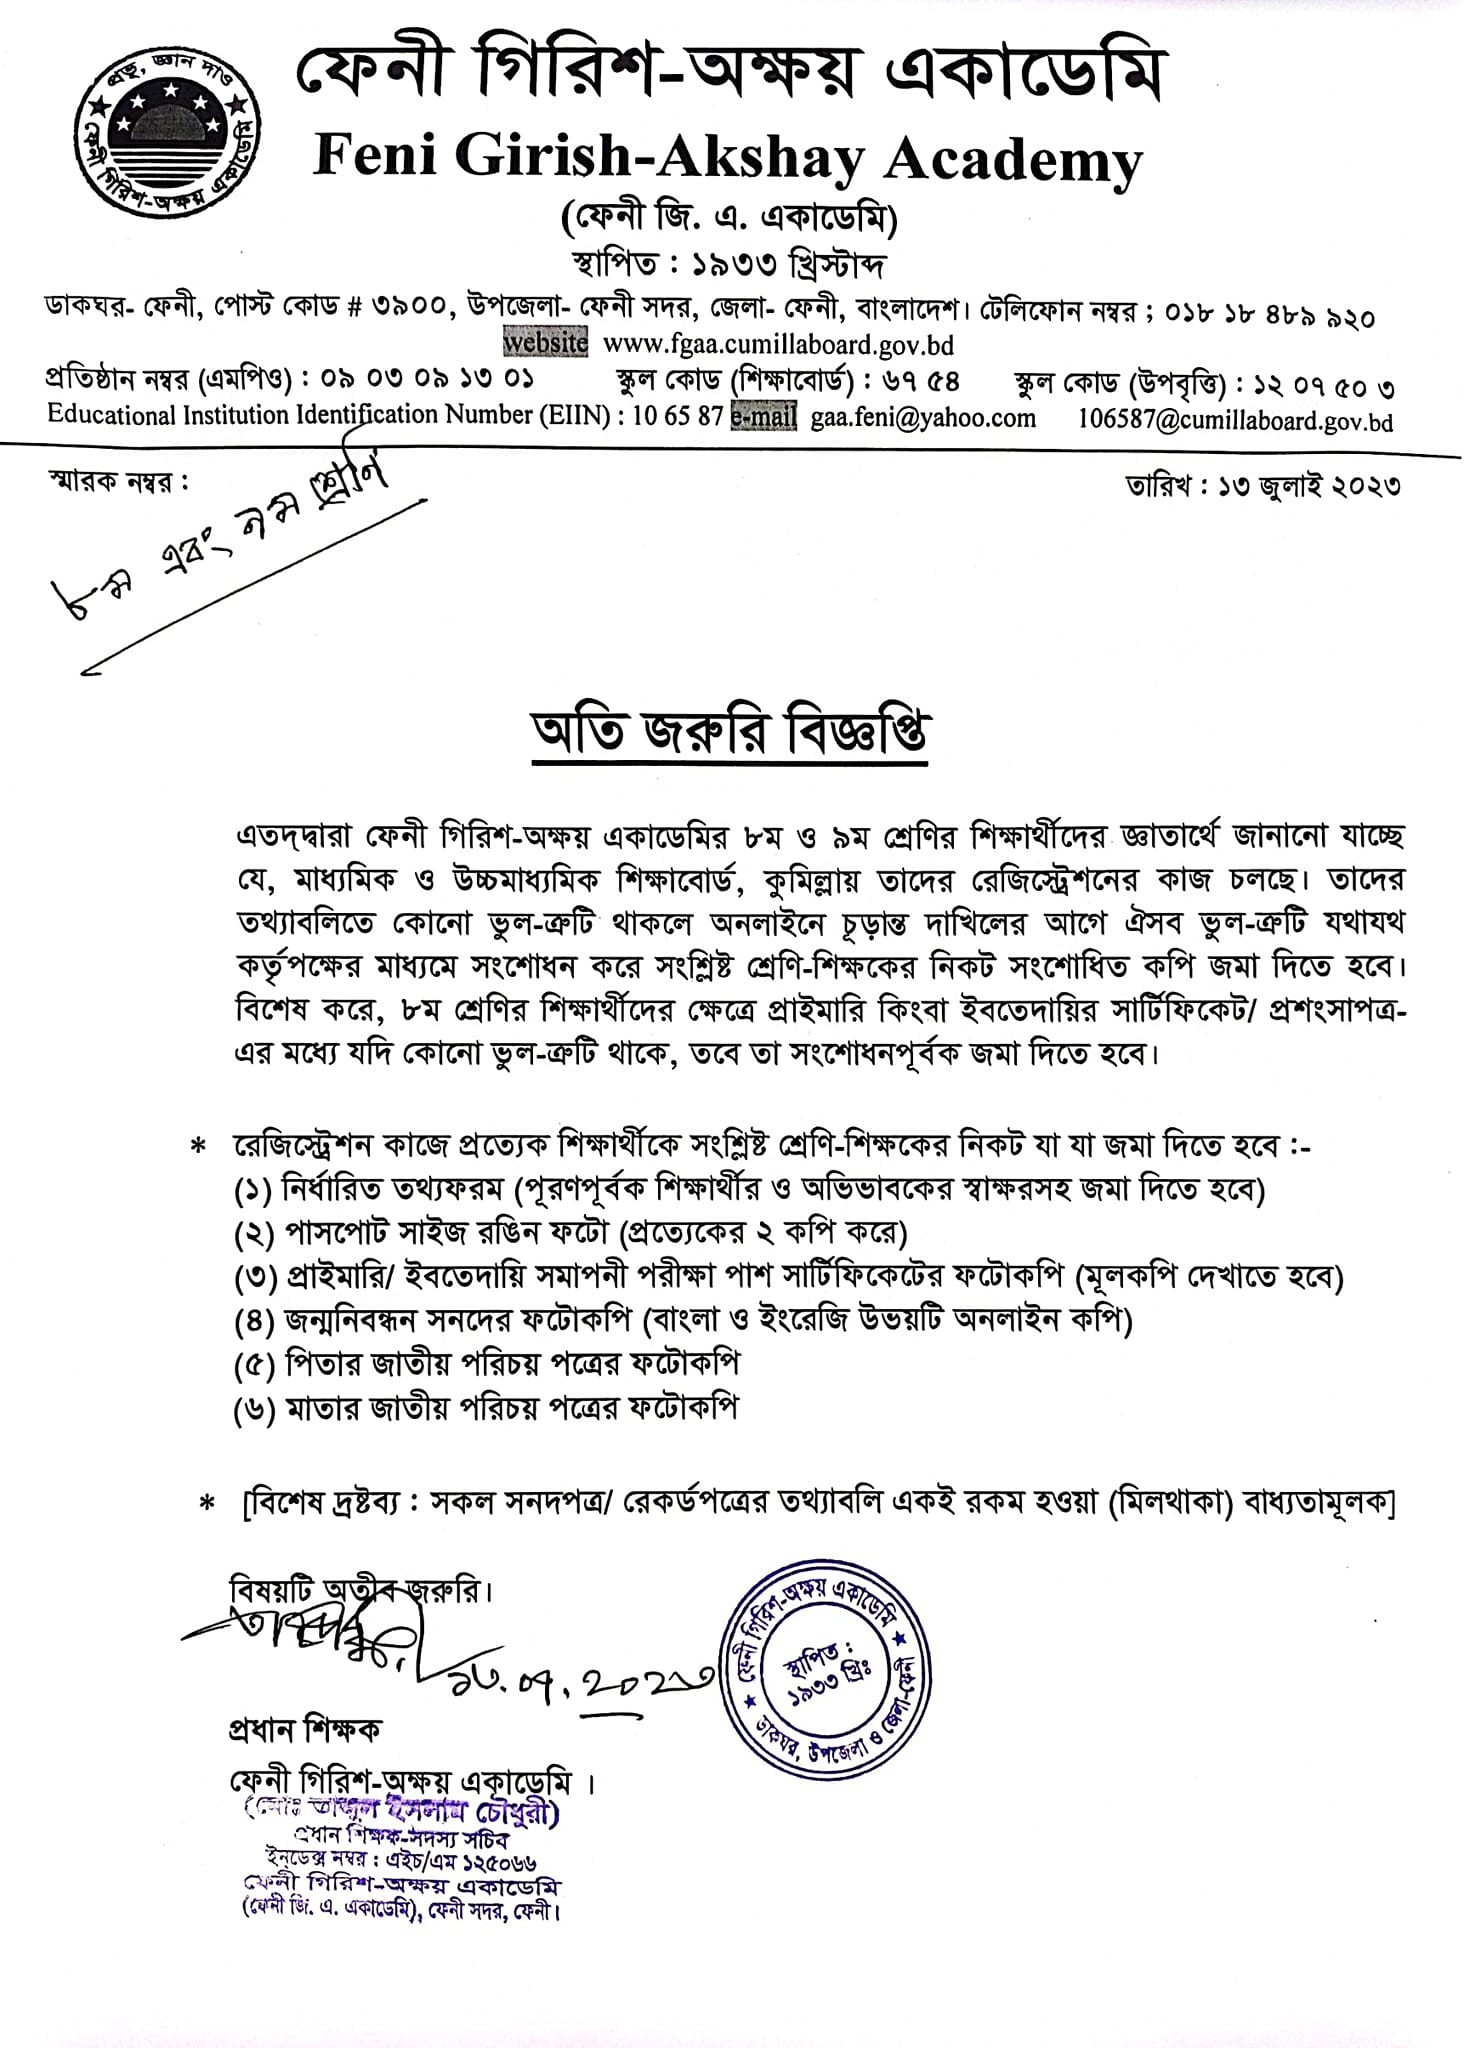 প্রভু, জ্ঞান দাও
ফেনী গিরিশ-অক্ষয় একাডেমি
ফেনী গিরিশ-অক্ষয় একাডেমি
Feni Girish-Akshay Academy
(ফেনী জি. এ. একাডেমি)
স্থাপিত : ১৯৩৩ খ্রিস্টাব্দ
ডাকঘর- ফেনী, পোস্ট কোড # ৩৯০০, উপজেলা- ফেনী সদর, জেলা- ফেনী, বাংলাদেশ। টেলিফোন নম্বর ; ০১৮ ১৮ ৪৮৯ ৯২০
website www.fgaa.cumillaboard.gov.bd
প্রতিষ্ঠান নম্বর (এমপিও) : ০৯ ০৩ ০৯ ১৩ ০১ স্কুল কোড (শিক্ষাবোর্ড) : ৬৭ ৫৪ স্কুল কোড (উপবৃত্তি) : ১২ ০৭ ৫০ ৩
Educational Institution Identification Number (EIIN) : 10 65 87 e-mail gaa.feni@yahoo.com 106587@cumillaboard.gov.bd
স্মারক নম্বর : তারিখ : ১৩ জুলাই ২০২৩
৮ম এবং নম শ্রেণি
অতি জরুরি বিজ্ঞপ্তি
এতদ্দ্বারা ফেনী গিরিশ-অক্ষয় একাডেমির ৮ম ও ৯ম শ্রেণির শিক্ষার্থীদের জ্ঞাতার্থে জানানো যাচ্ছে
যে, মাধ্যমিক ও উচ্চমাধ্যমিক শিক্ষাবোর্ড, কুমিল্লায় তাদের রেজিস্ট্রেশনের কাজ চলছে। তাদের
তথ্যাবলিতে কোনো ভুল-ত্রুটি থাকলে অনলাইনে চূড়ান্ত দাখিলের আগে ঐসব ভুল-ত্রুটি যথাযথ
কর্তৃপক্ষের মাধ্যমে সংশোধন করে সংশ্লিষ্ট শ্রেণি-শিক্ষকের নিকট সংশোধিত কপি জমা দিতে হবে।
বিশেষ করে, ৮ম শ্রেণির শিক্ষার্থীদের ক্ষেত্রে প্রাইমারি কিংবা ইবতেদায়ির সার্টিফিকেট/ প্রশংসাপত্র-
এর মধ্যে যদি কোনো ভুল-ত্রুটি থাকে, তবে তা সংশোধনপূর্বক জমা দিতে হবে।
* রেজিস্ট্রেশন কাজে প্রত্যেক শিক্ষার্থীকে সংশ্লিষ্ট শ্রেণি-শিক্ষকের নিকট যা যা জমা দিতে হবে :-
(১) নির্ধারিত তথ্যফরম (পূরণপূর্বক শিক্ষার্থীর ও অভিভাবকের স্বাক্ষরসহ জমা দিতে হবে)
(২) পাসপোট সাইজ রঙিন ফটো (প্রত্যেকের ২ কপি করে)
(৩) প্রাইমারি/ ইবতেদায়ি সমাপনী পরীক্ষা পাশ সার্টিফিকেটের ফটোকপি (মূলকপি দেখাতে হবে)
(৪) জন্মনিবন্ধন সনদের ফটোকপি (বাংলা ও ইংরেজি উভয়টি অনলাইন কপি)
(৫) পিতার জাতীয় পরিচয় পত্রের ফটোকপি
(৬) মাতার জাতীয় পরিচয় পত্রের ফটোকপি
* [বিশেষ দ্রষ্টব্য : সকল সনদপত্র/ রেকর্ডপত্রের তথ্যাবলি একই রকম হওয়া (মিলথাকা) বাধ্যতামূলক]
বিষয়টি অতীব জরুরি।
১৩.০৭.২০২৩
ফেনী গিরিশ-অক্ষয় একাডেমি
স্থাপিত :
১৯৩৩ খ্রিঃ
ডাকঘর, উপজেলা ও জেলা-ফেনী
প্রধান শিক্ষক
ফেনী গিরিশ-অক্ষয় একাডেমি ।
(মোঃ তাজুল ইসলাম চৌধুরী)
প্রধান শিক্ষক-সদস্য সচিব
ইনডেক্স নম্বর : এইচ/এম ১২৫০৬৬
ফেনী গিরিশ-অক্ষয় একাডেমি
(ফেনী জি. এ. একাডেমি), ফেনী সদর, ফেনী।